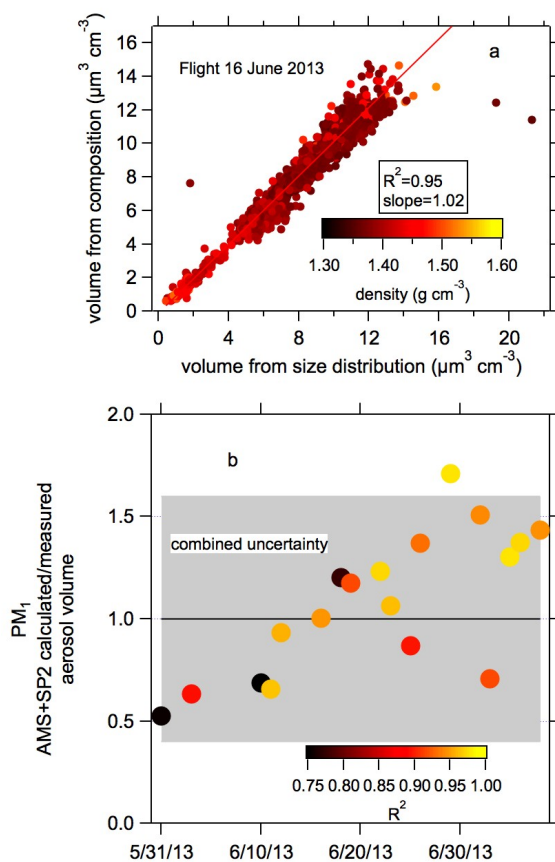 16
14
12
10
8
6
4
2
0
volume from composition (µm³ cm⁻³)
Flight 16 June 2013
a
R²=0.95
slope=1.02
1.30 1.40 1.50 1.60
density (g cm⁻³)
0 4 8 12 16 20
volume from size distribution (µm³ cm⁻³)
2.0
1.5
1.0
0.5
0.0
PM₁
AMS+SP2 calculated/measured
aerosol volume
b
combined uncertainty
0.75 0.80 0.85 0.90 0.95 1.00
R²
5/31/13 6/10/13 6/20/13 6/30/13